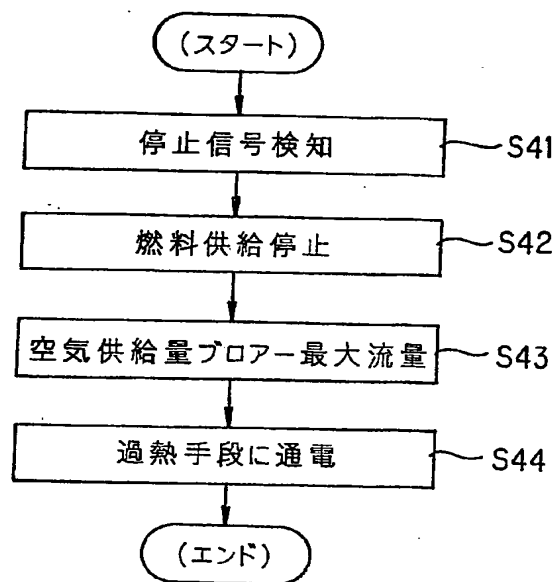 (スタート)
停止信号検知 S41
燃料供給停止 S42
空気供給量ブロアー最大流量 S43
過熱手段に通電 S44
(エンド)